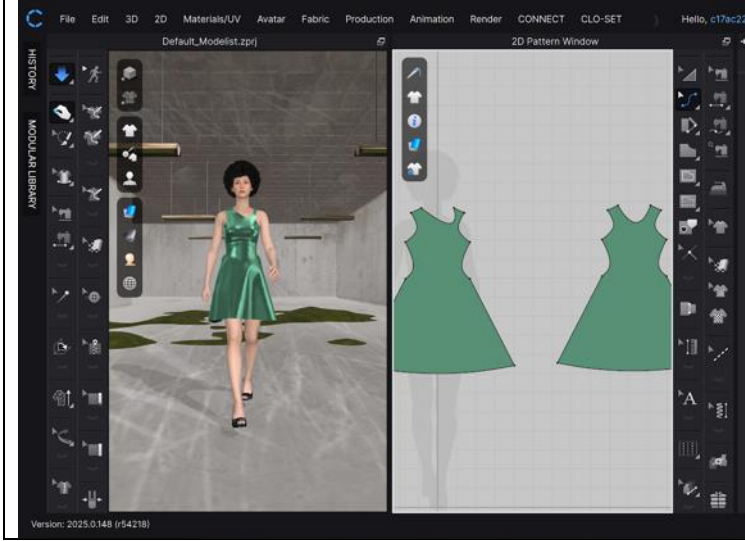 File Edit 3D 2D Materials/UV Avatar Fabric Production Animation Render CONNECT CLO-SET Hello, c17ac22
Default_Modelist.zprj
2D Pattern Window
HISTORY
MODULAR LIBRARY
A
Version: 2025.0.148 (r54218)